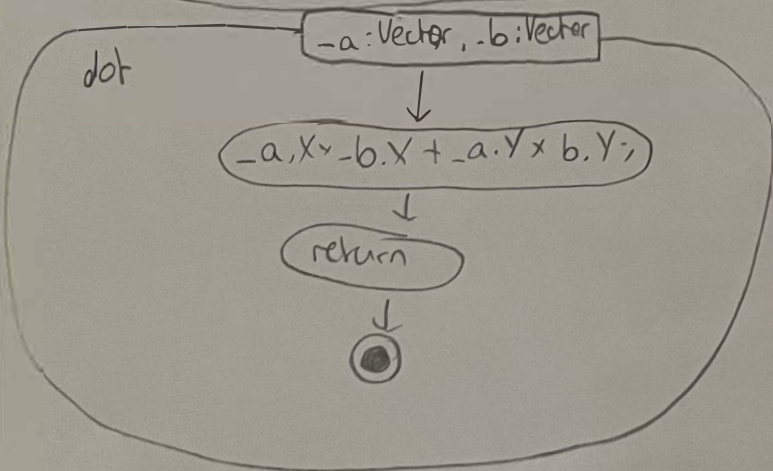 _a:Vector, _b:Vector
dot
_a.X × _b.X + _a.Y × b.Y;
return